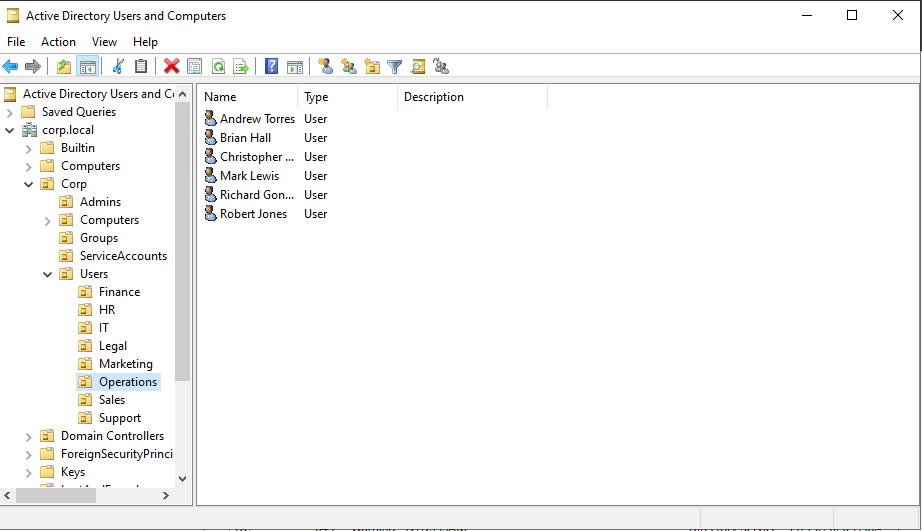 Active Directory Users and Computers
File Action View Help
Active Directory Users and C
Saved Queries
corp.local
Builtin
Computers
Corp
Admins
Computers
Groups
ServiceAccounts
Users
Finance
HR
IT
Legal
Marketing
Operations
Sales
Support
Domain Controllers
ForeignSecurityPrinci
Keys
Name Type Description
Andrew Torres User
Brian Hall User
Christopher ... User
Mark Lewis User
Richard Gon... User
Robert Jones User